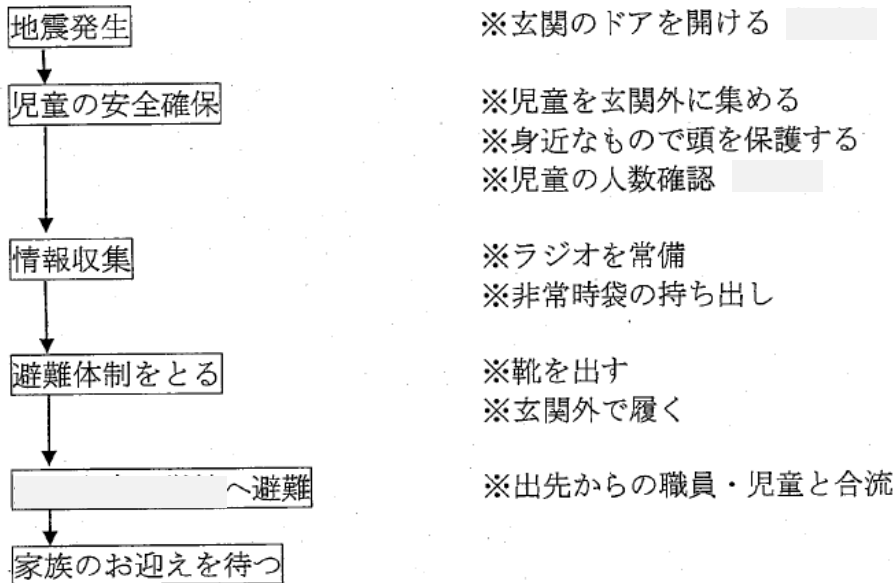 地震発生 ※玄関のドアを開ける
児童の安全確保 ※児童を玄関外に集める
※身近なもので頭を保護する
※児童の人数確認
情報収集 ※ラジオを常備
※非常時袋の持ち出し
避難体制をとる ※靴を出す
※玄関外で履く
へ避難 ※出先からの職員・児童と合流
家族のお迎えを待つ